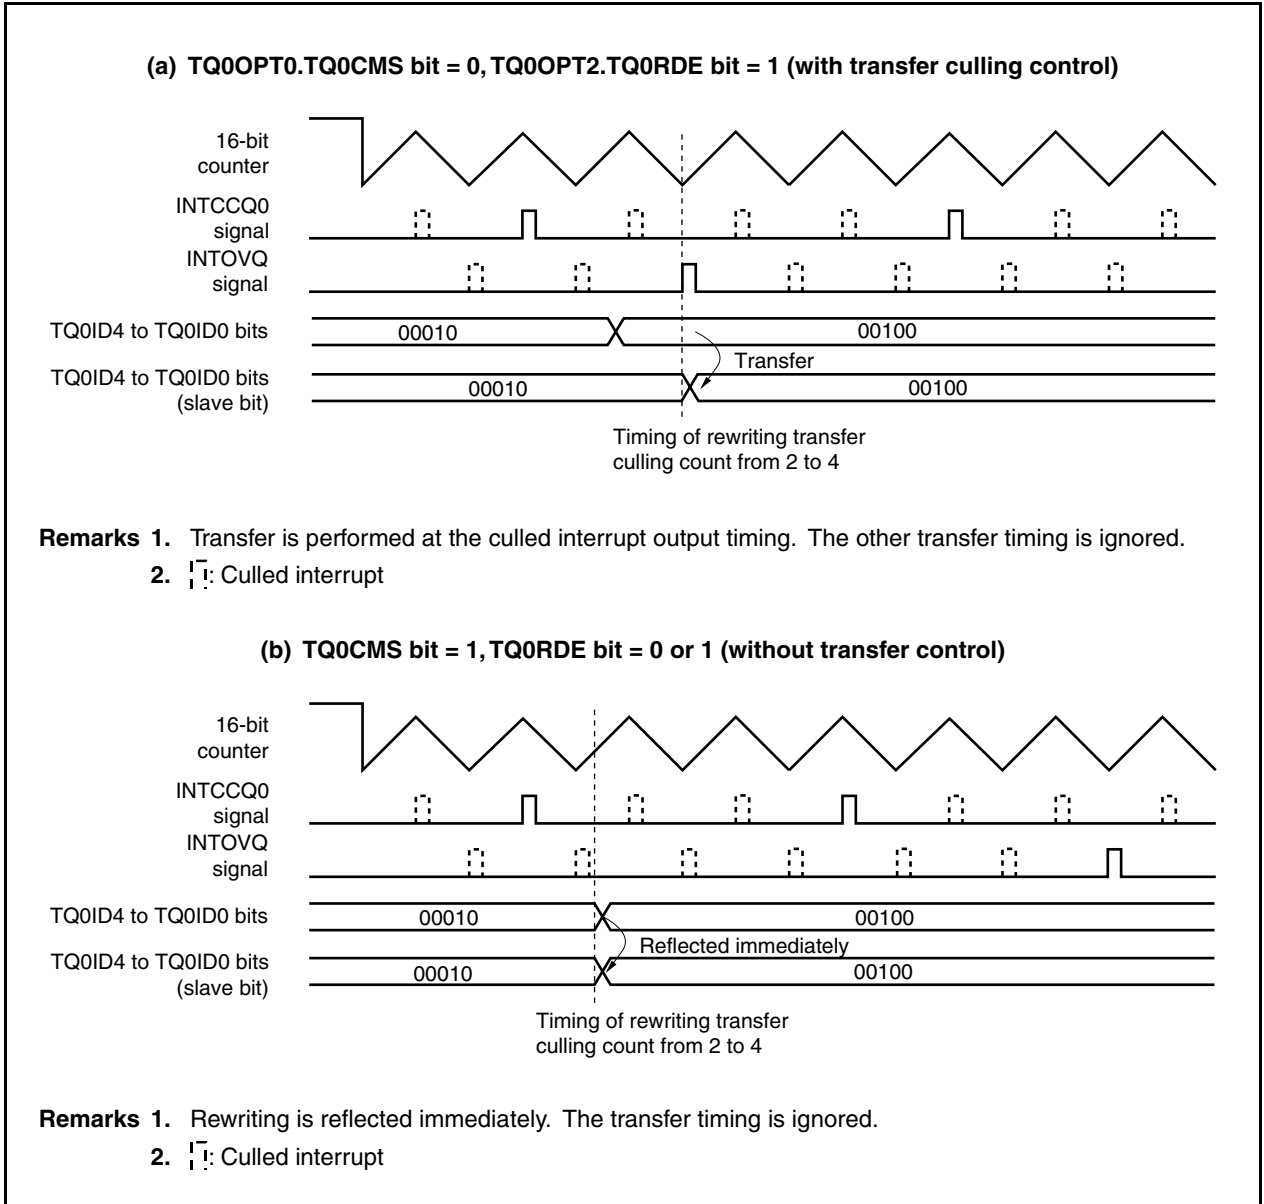 (a) TQ0OPT0.TQ0CMS bit = 0, TQ0OPT2.TQ0RDE bit = 1 (with transfer culling control)
16-bit
counter
INTCCQ0
signal
INTOVQ
signal
TQ0ID4 to TQ0ID0 bits
00010
00100
Transfer
TQ0ID4 to TQ0ID0 bits
(slave bit)
00010
00100
Timing of rewriting transfer
culling count from 2 to 4
Remarks 1. Transfer is performed at the culled interrupt output timing. The other transfer timing is ignored.
2. : Culled interrupt
(b) TQ0CMS bit = 1, TQ0RDE bit = 0 or 1 (without transfer control)
16-bit
counter
INTCCQ0
signal
INTOVQ
signal
TQ0ID4 to TQ0ID0 bits
00010
00100
Reflected immediately
TQ0ID4 to TQ0ID0 bits
(slave bit)
00010
00100
Timing of rewriting transfer
culling count from 2 to 4
Remarks 1. Rewriting is reflected immediately. The transfer timing is ignored.
2. : Culled interrupt